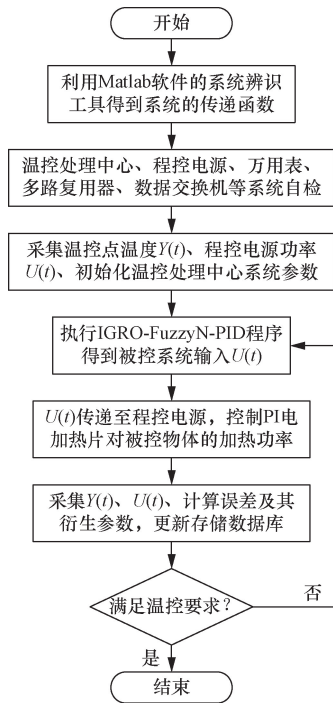 开始
利用Matlab软件的系统辨识
工具得到系统的传递函数
温控处理中心、程控电源、万用表、
多路复用器、数据交换机等系统自检
采集温控点温度Y(t)、程控电源功率
U(t)、初始化温控处理中心系统参数
执行IGRO-FuzzyN-PID程序
得到被控系统输入U(t)
U(t)传递至程控电源，控制PI电
加热片对被控物体的加热功率
采集Y(t)、U(t)、计算误差及其
衍生参数，更新存储数据库
满足温控要求？
否
是
结束